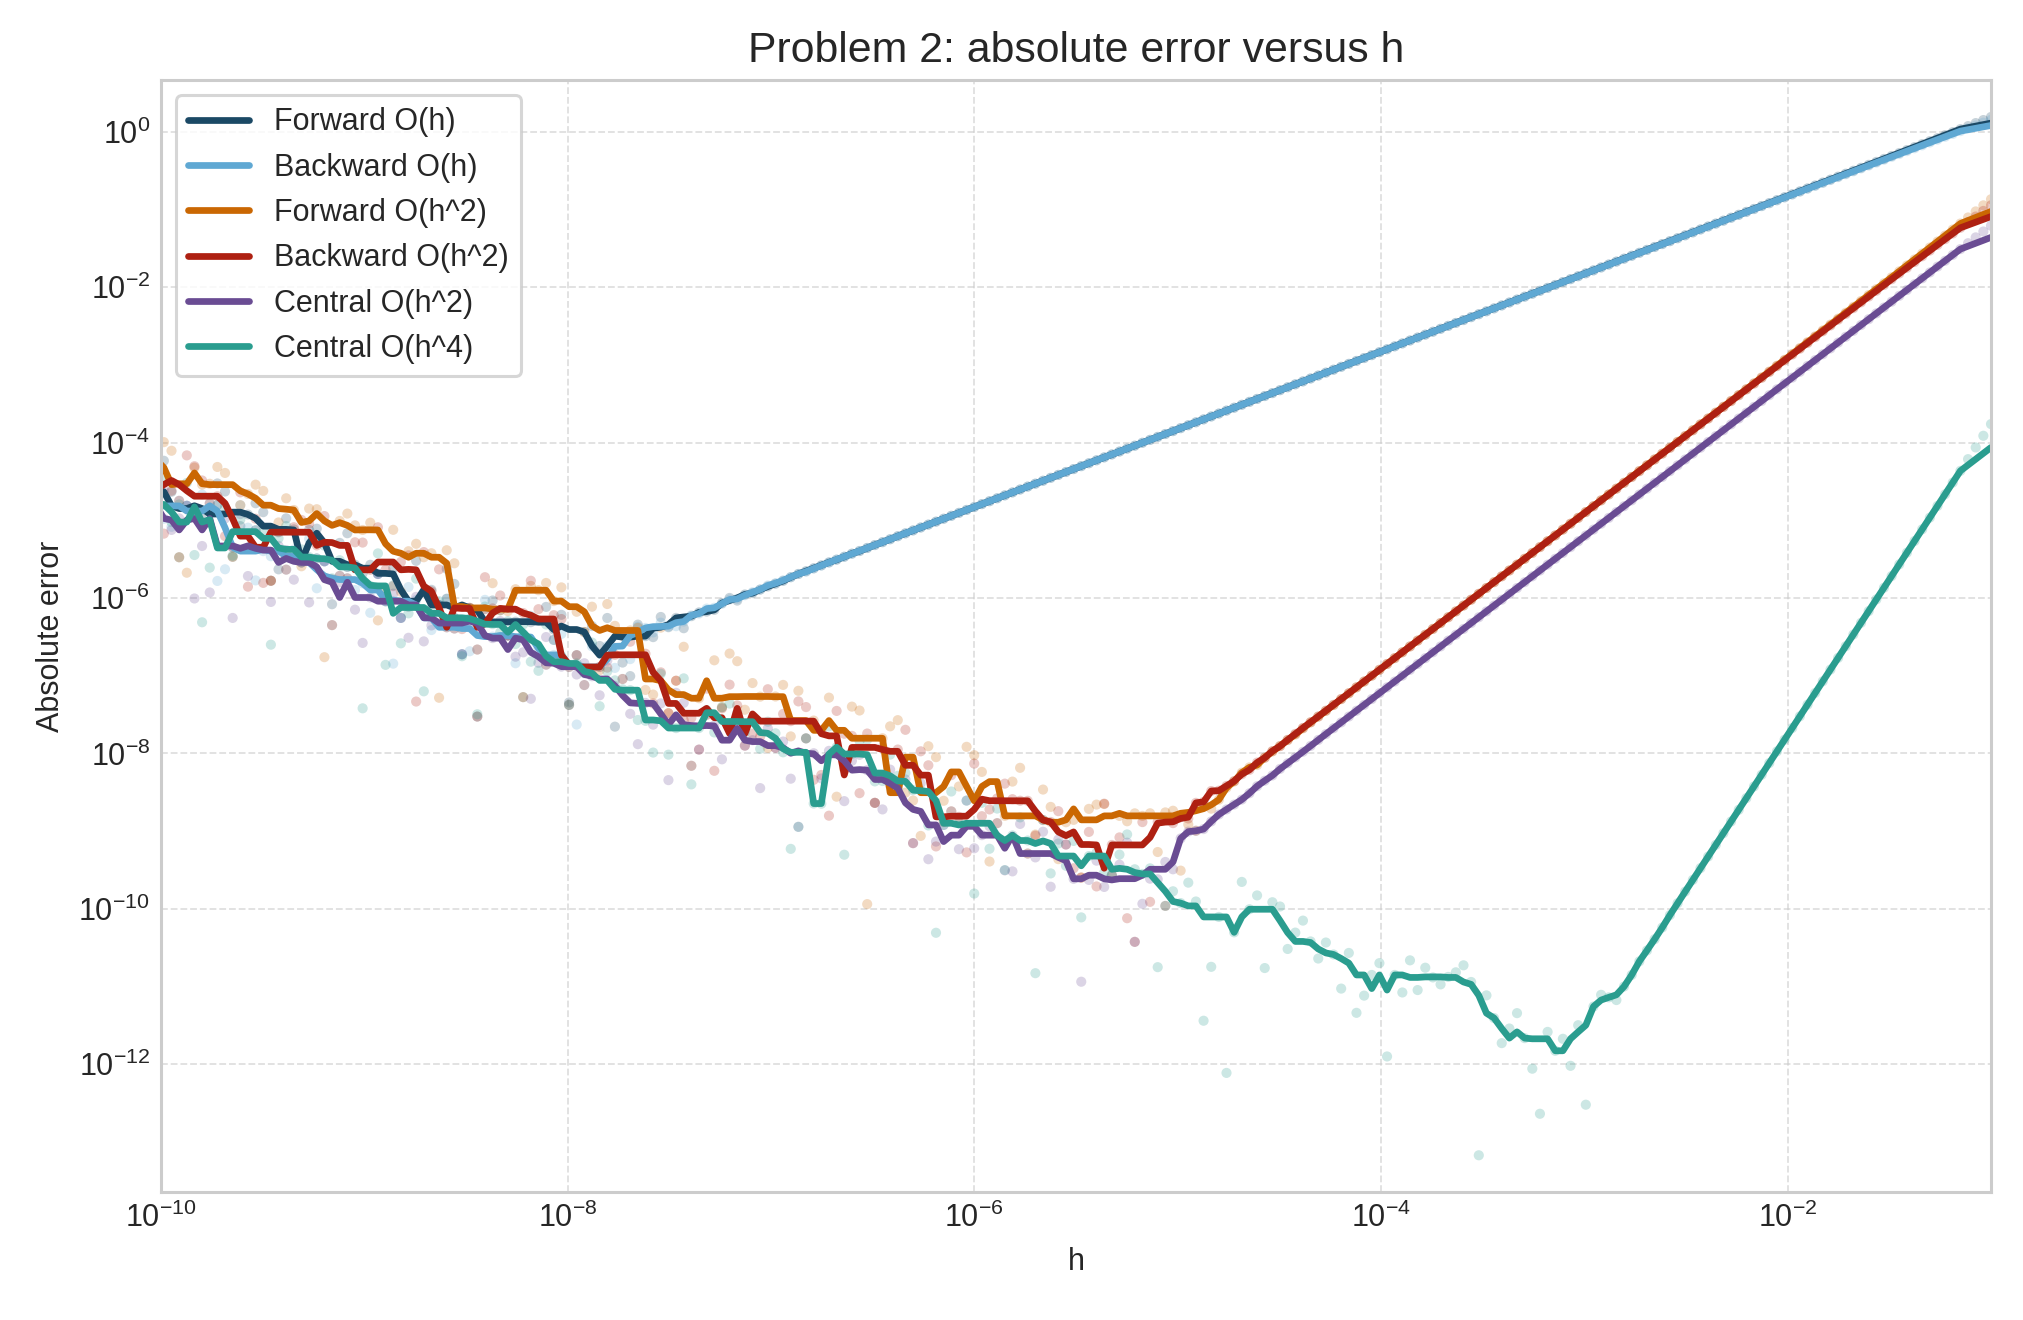 Problem 2: absolute error versus h
Forward O(h)
Backward O(h)
Forward O(h^2)
Backward O(h^2)
Central O(h^2)
Central O(h^4)
Absolute error
10⁰
10⁻²
10⁻⁴
10⁻⁶
10⁻⁸
10⁻¹⁰
10⁻¹²
10⁻¹⁰ 10⁻⁸ 10⁻⁶ 10⁻⁴ 10⁻²
h